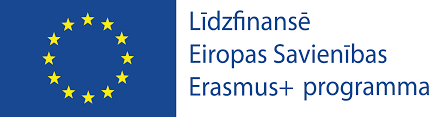 Līdzfinansē
Eiropas Savienības
Erasmus+ programma